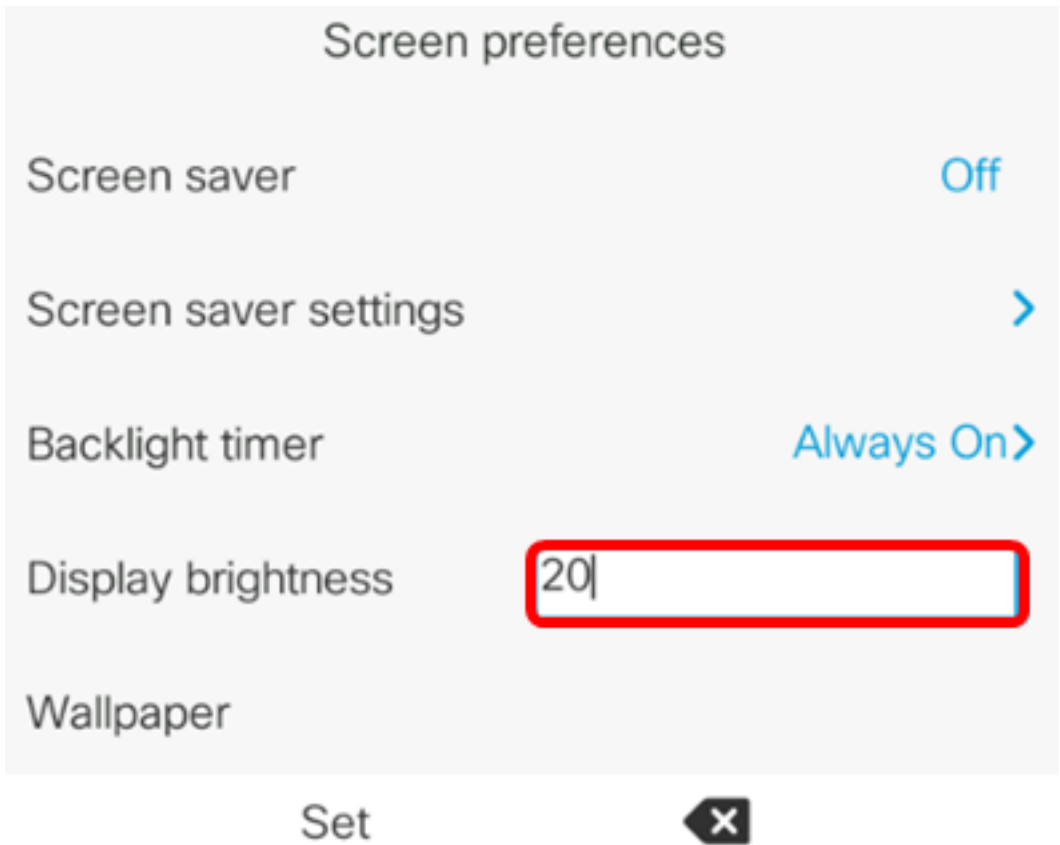 Screen preferences
Screen saver Off
Screen saver settings
Backlight timer Always On
Display brightness 20
Wallpaper
Set